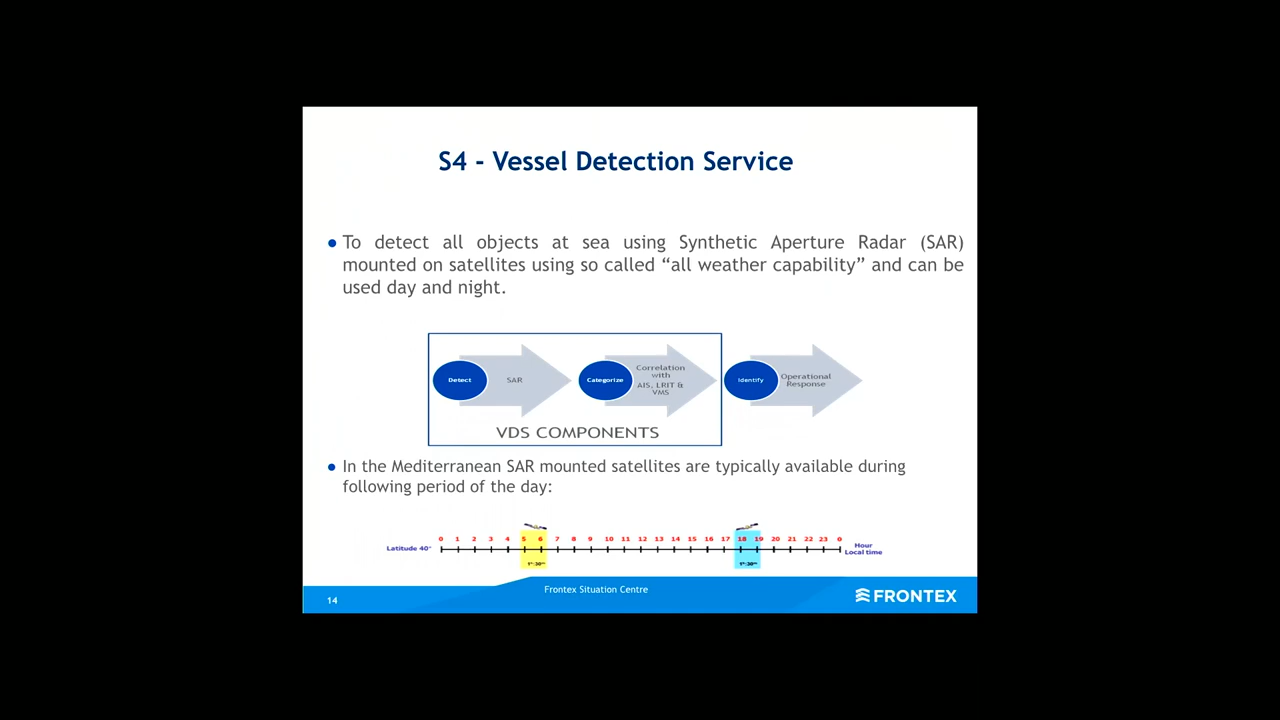 S4 - Vessel Detection Service
● To detect all objects at sea using Synthetic Aperture Radar (SAR)
mounted on satellites using so called “all weather capability” and can be
used day and night.
Detect
SAR
Categorize
Correlation
with
AIS, LRIT &
VMS
Identify
Operational
Response
VDS COMPONENTS
● In the Mediterranean SAR mounted satellites are typically available during
following period of the day:
Latitude 40°
0 1 2 3 4 5 6 7 8 9 10 11 12 13 14 15 16 17 18 19 20 21 22 23 0
Hour
Local time
1ʰ:30ᵐ
1ʰ:30ᵐ
14
Frontex Situation Centre
FRONTEX